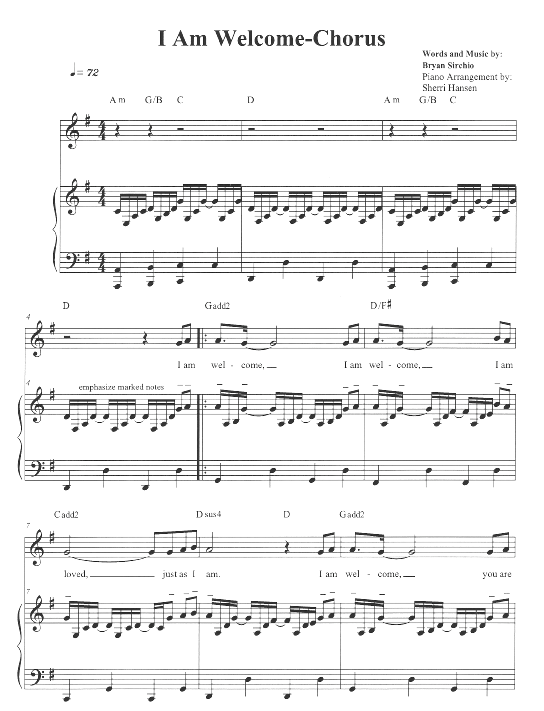 I Am Welcome-Chorus
Words and Music by:
Bryan Sirchio
Piano Arrangement by:
Sherri Hansen
♩= 72
A m G/B C D A m G/B C
4 D Gadd2 D/F#
I am wel - come, I am wel - come, I am
4 emphasize marked notes
7 Cadd2 Dsus4 D Gadd2
loved, just as I am. I am wel - come, you are
7